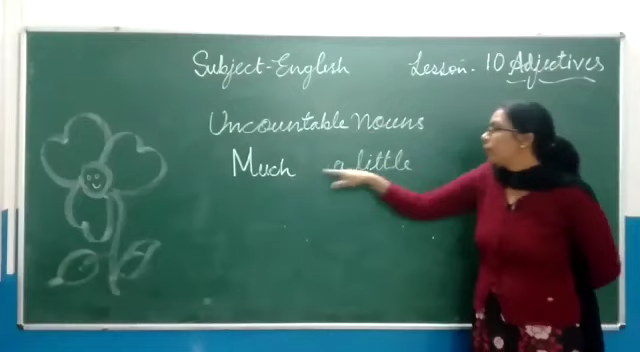 Subject-English Lesson. 10 Adjectives
Uncountable nouns
Much a little